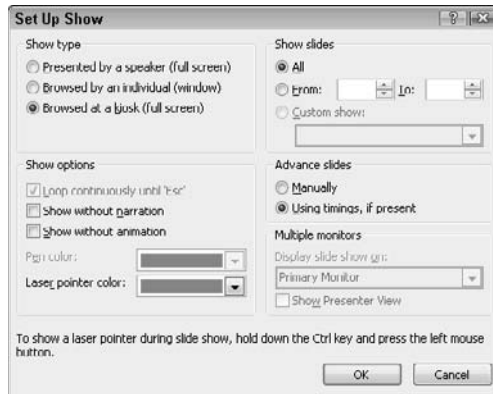 Set Up Show
Show type
Presented by a speaker (full screen)
Browsed by an individual (window)
Browsed at a kiosk (full screen)
Show slides
All
From: To:
Custom show:
Show options
Loop continuously until 'Esc'
Show without narration
Show without animation
Pen color:
Laser pointer color:
Advance slides
Manually
Using timings, if present
Multiple monitors
Display slide show on:
Primary Monitor
Show Presenter View
To show a laser pointer during slide show, hold down the Ctrl key and press the left mouse
button.
OK Cancel